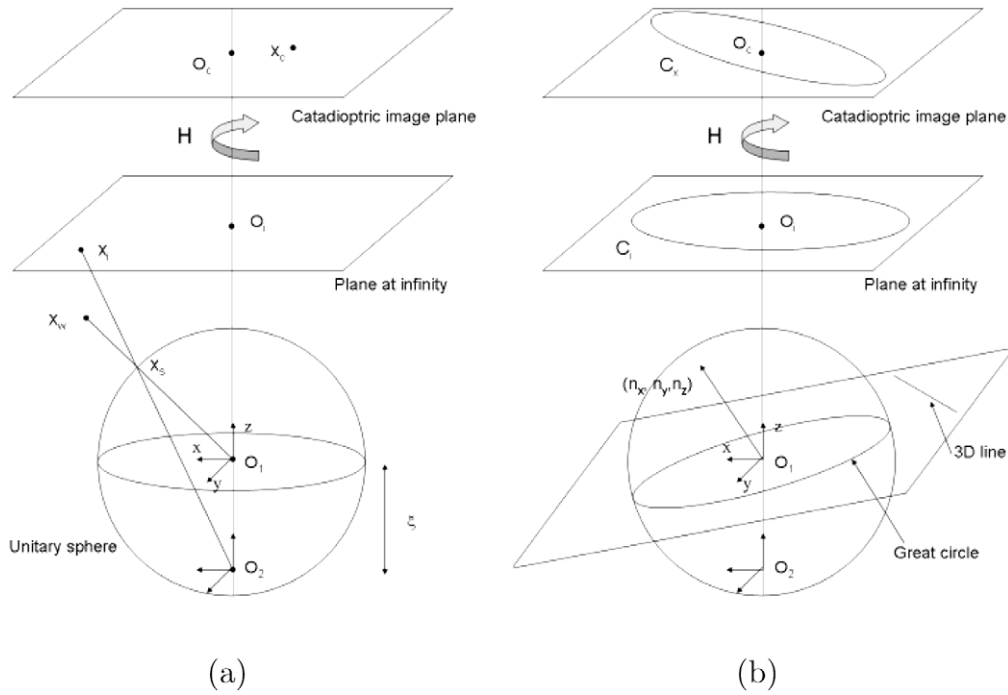 O_c
X_c
Catadioptric image plane
H
O_i
X_i
Plane at infinity
X_w
X_s
z
x
O_1
y
ξ
Unitary sphere
O_2
(a)
O_c
C_x
Catadioptric image plane
H
O_i
C_i
Plane at infinity
(n_x, n_y, n_z)
z
x
O_1
y
3D line
Great circle
O_2
(b)